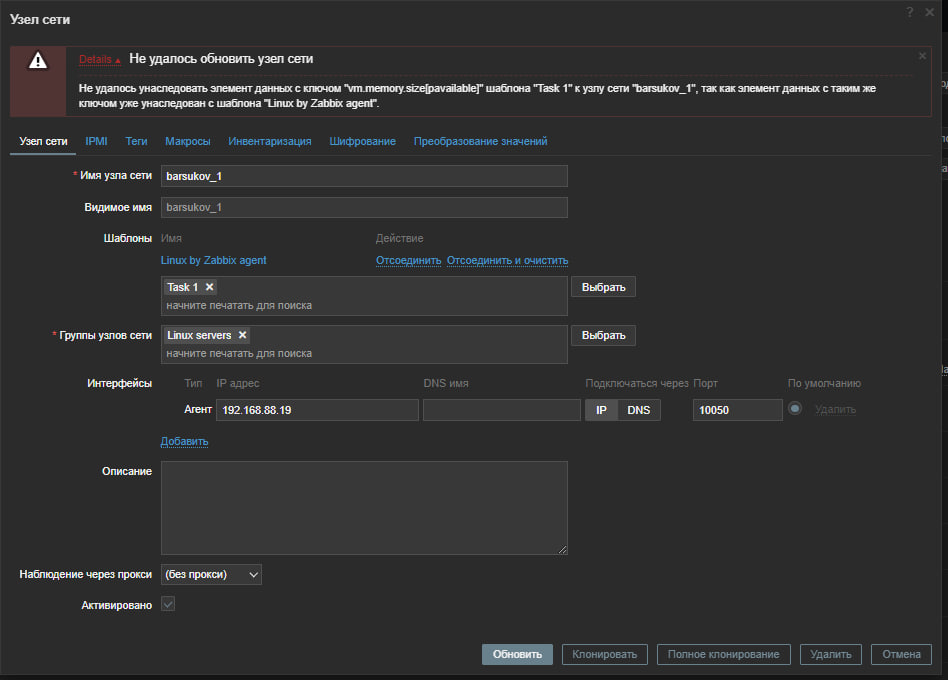 Узел сети
? ×
Details ▲ Не удалось обновить узел сети ×
Не удалось унаследовать элемент данных с ключом "vm.memory.size[pavailable]" шаблона "Task 1" к узлу сети "barsukov_1", так как элемент данных с таким же
ключом уже унаследован с шаблона "Linux by Zabbix agent".
Узел сети IPMI Теги Макросы Инвентаризация Шифрование Преобразование значений
* Имя узла сети barsukov_1
Видимое имя barsukov_1
Шаблоны Имя Действие
Linux by Zabbix agent Отсоединить Отсоединить и очистить
Task 1 × Выбрать
начните печатать для поиска
* Группы узлов сети Linux servers × Выбрать
начните печатать для поиска
Интерфейсы Тип IP адрес DNS имя Подключаться через Порт По умолчанию
Агент 192.168.88.19 IP DNS 10050 Удалить
Добавить
Описание
Наблюдение через прокси (без прокси)
Активировано
Обновить Клонировать Полное клонирование Удалить Отмена